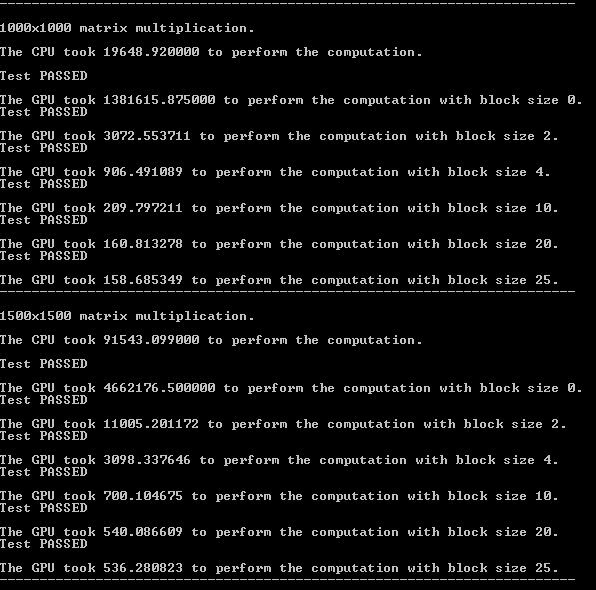 1000x1000 matrix multiplication.
The CPU took 19648.920000 to perform the computation.
Test PASSED
The GPU took 1381615.875000 to perform the computation with block size 0.
Test PASSED
The GPU took 3072.553711 to perform the computation with block size 2.
Test PASSED
The GPU took 906.491089 to perform the computation with block size 4.
Test PASSED
The GPU took 209.797211 to perform the computation with block size 10.
Test PASSED
The GPU took 160.813278 to perform the computation with block size 20.
Test PASSED
The GPU took 158.685349 to perform the computation with block size 25.
1500x1500 matrix multiplication.
The CPU took 91543.099000 to perform the computation.
Test PASSED
The GPU took 4662176.500000 to perform the computation with block size 0.
Test PASSED
The GPU took 11005.201172 to perform the computation with block size 2.
Test PASSED
The GPU took 3098.337646 to perform the computation with block size 4.
Test PASSED
The GPU took 700.104675 to perform the computation with block size 10.
Test PASSED
The GPU took 540.086609 to perform the computation with block size 20.
Test PASSED
The GPU took 536.280823 to perform the computation with block size 25.